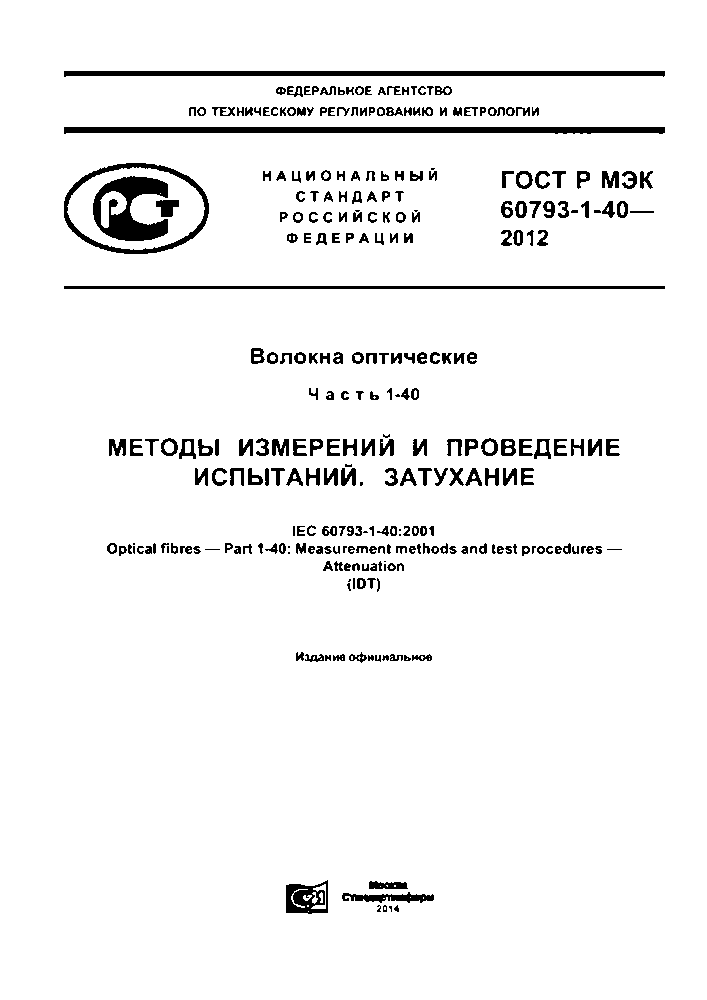 ФЕДЕРАЛЬНОЕ АГЕНТСТВО
ПО ТЕХНИЧЕСКОМУ РЕГУЛИРОВАНИЮ И МЕТРОЛОГИИ
РСТ
НАЦИОНАЛЬНЫЙ
СТАНДАРТ
РОССИЙСКОЙ
ФЕДЕРАЦИИ
ГОСТ Р МЭК
60793-1-40—
2012
Волокна оптические
Часть 1-40
МЕТОДЫ ИЗМЕРЕНИЙ И ПРОВЕДЕНИЕ
ИСПЫТАНИЙ. ЗАТУХАНИЕ
IEC 60793-1-40:2001
Optical fibres — Part 1-40: Measurement methods and test procedures —
Attenuation
(IDT)
Издание официальное
Москва
Стандартинформ
2014